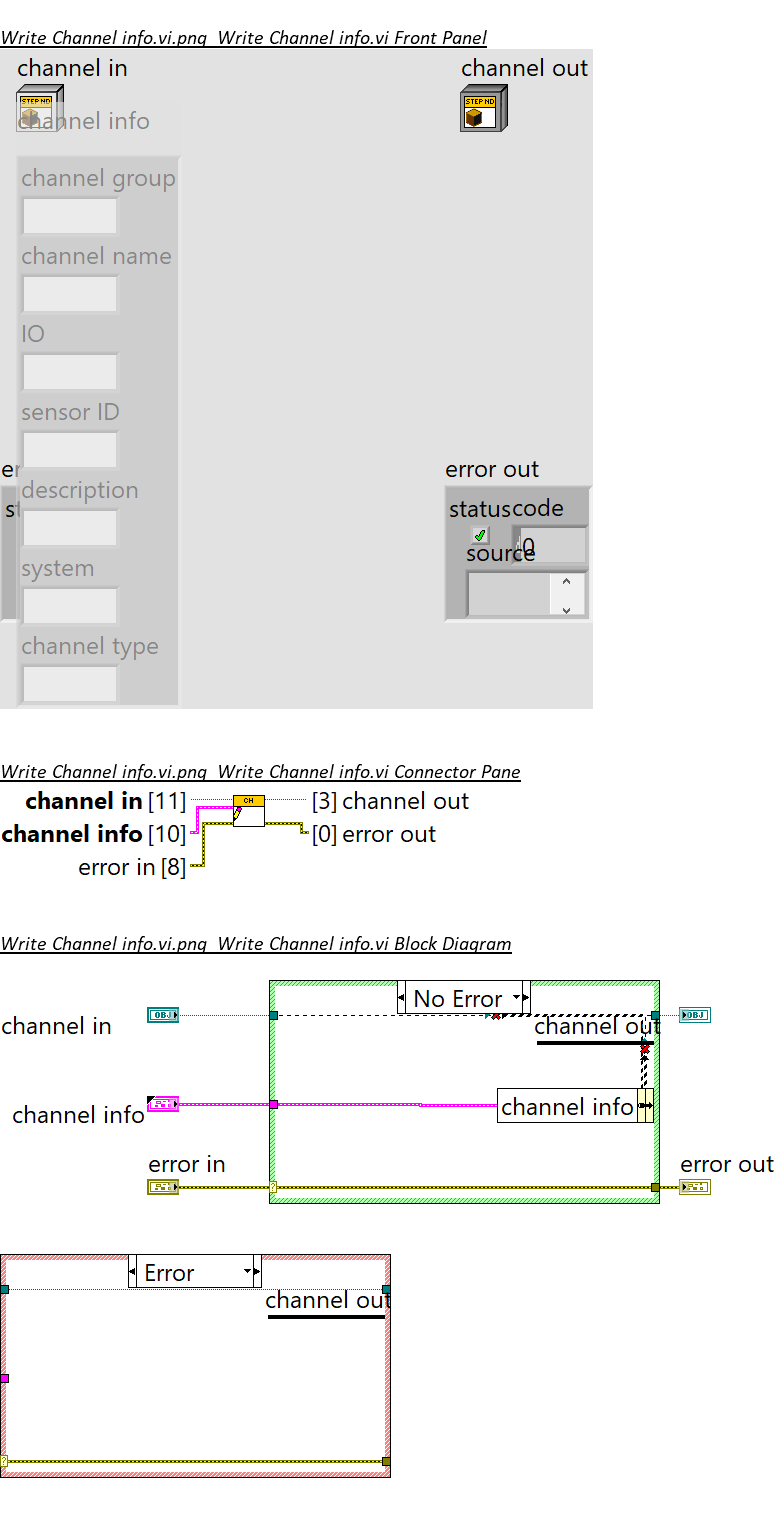 Write Channel info.vi.png Write Channel info.vi Front Panel
channel in channel out
STEP ND STEP ND
channel info
channel group
channel name
IO
sensor ID
error out
description
status code
0
source
system
channel type
Write Channel info.vi.png Write Channel info.vi Connector Pane
channel in [11] CH [3] channel out
channel info [10] [0] error out
error in [8]
Write Channel info.vi.png Write Channel info.vi Block Diagram
No Error
channel in OBJ OBJ
channel out
channel info channel info
error in error out
?
Error
channel out
?